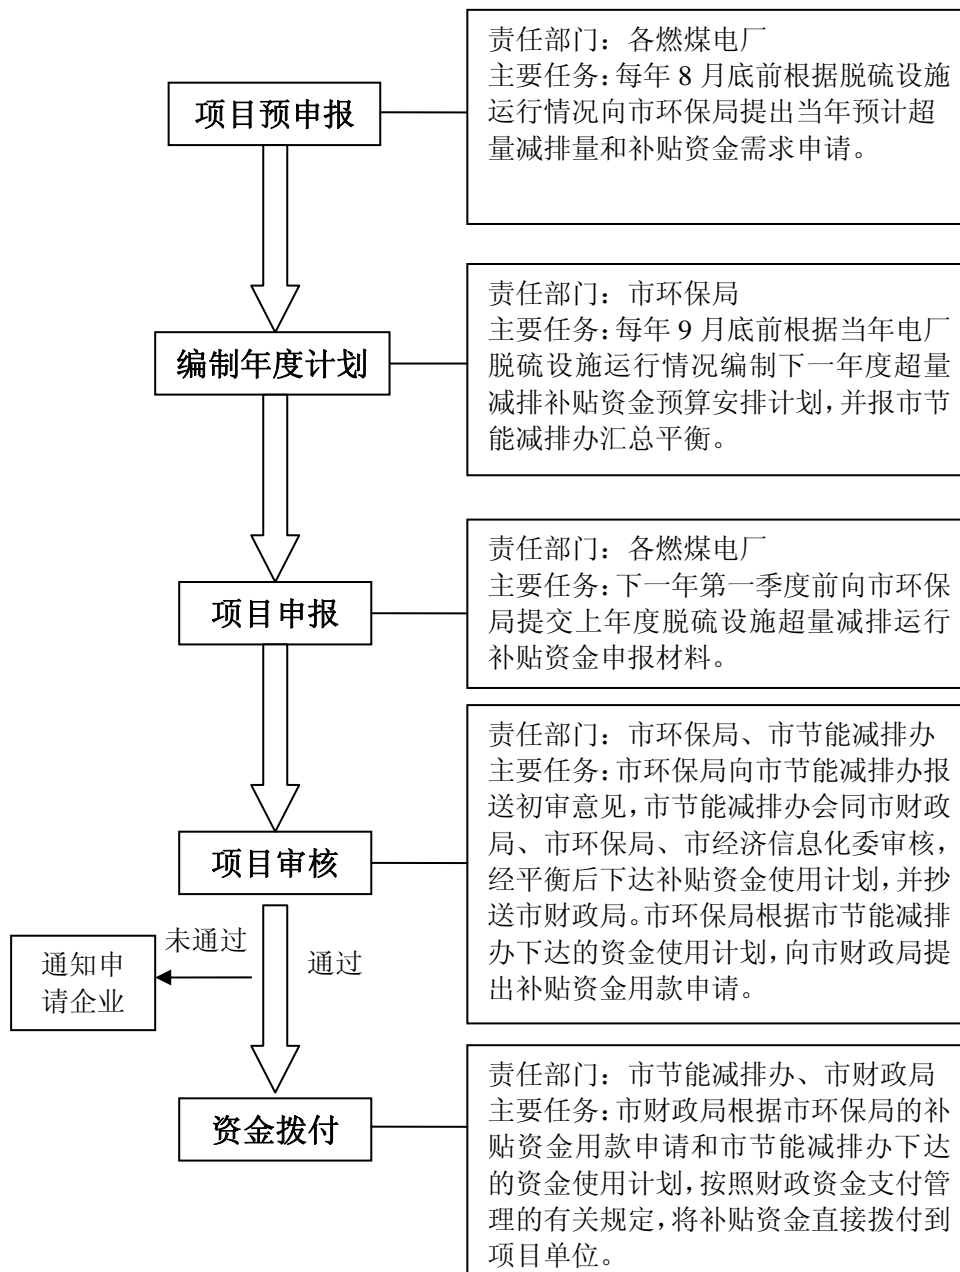 责任部门：各燃煤电厂
主要任务：每年 8 月底前根据脱硫设施
运行情况向市环保局提出当年预计超
量减排量和补贴资金需求申请。
项目预申报
责任部门：市环保局
主要任务：每年 9 月底前根据当年电厂
脱硫设施运行情况编制下一年度超量
减排补贴资金预算安排计划，并报市节
能减排办汇总平衡。
编制年度计划
责任部门：各燃煤电厂
主要任务：下一年第一季度前向市环保
局提交上年度脱硫设施超量减排运行
补贴资金申报材料。
项目申报
责任部门：市环保局、市节能减排办
主要任务：市环保局向市节能减排办报
送初审意见，市节能减排办会同市财政
局、市环保局、市经济信息化委审核，
经平衡后下达补贴资金使用计划，并抄
送市财政局。市环保局根据市节能减排
办下达的资金使用计划，向市财政局提
出补贴资金用款申请。
项目审核
未通过
通过
通知申
请企业
责任部门：市节能减排办、市财政局
主要任务：市财政局根据市环保局的补
贴资金用款申请和市节能减排办下达
的资金使用计划，按照财政资金支付管
理的有关规定，将补贴资金直接拨付到
项目单位。
资金拨付